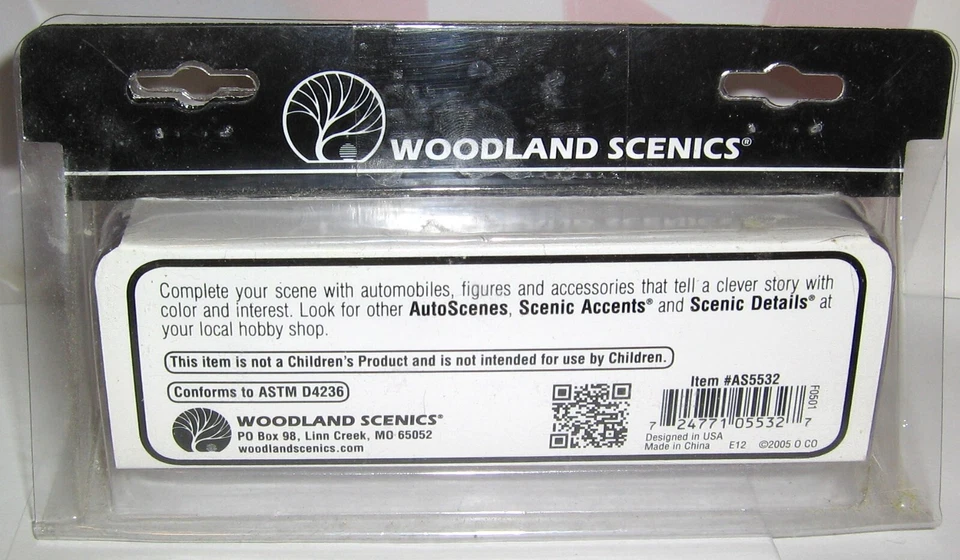 WOODLAND SCENICS®
Complete your scene with automobiles, figures and accessories that tell a clever story with
color and interest. Look for other AutoScenes, Scenic Accents® and Scenic Details® at
your local hobby shop.
This item is not a Children's Product and is not intended for use by Children.
Conforms to ASTM D4236
WOODLAND SCENICS®
PO Box 98, Linn Creek, MO 65052
woodlandscenics.com
Item #AS5532
F0501
7 24771 05532 7
Designed in USA
Made in China E12 ©2005 O CO